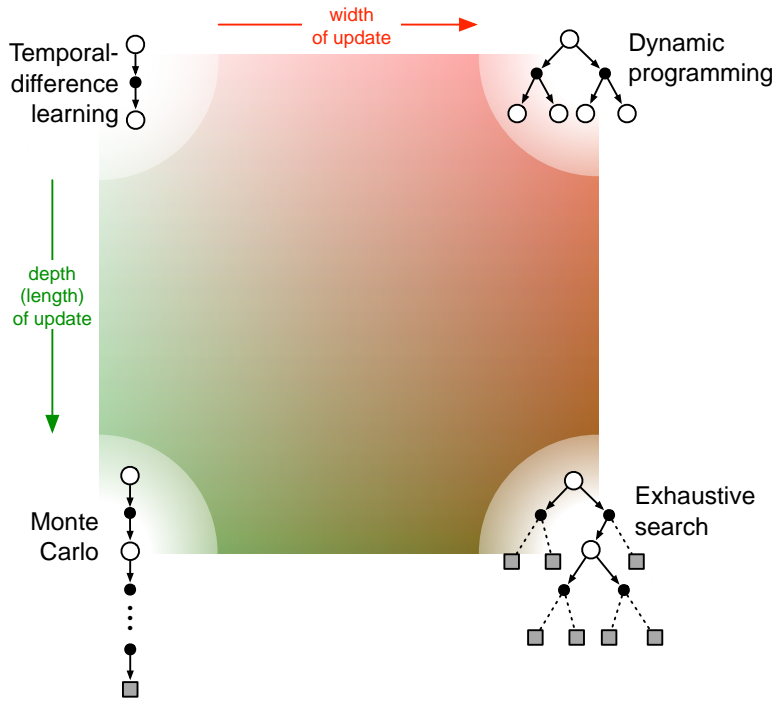 width
of update
Temporal-
difference
learning
Dynamic
programming
depth
(length)
of update
Monte
Carlo
Exhaustive
search